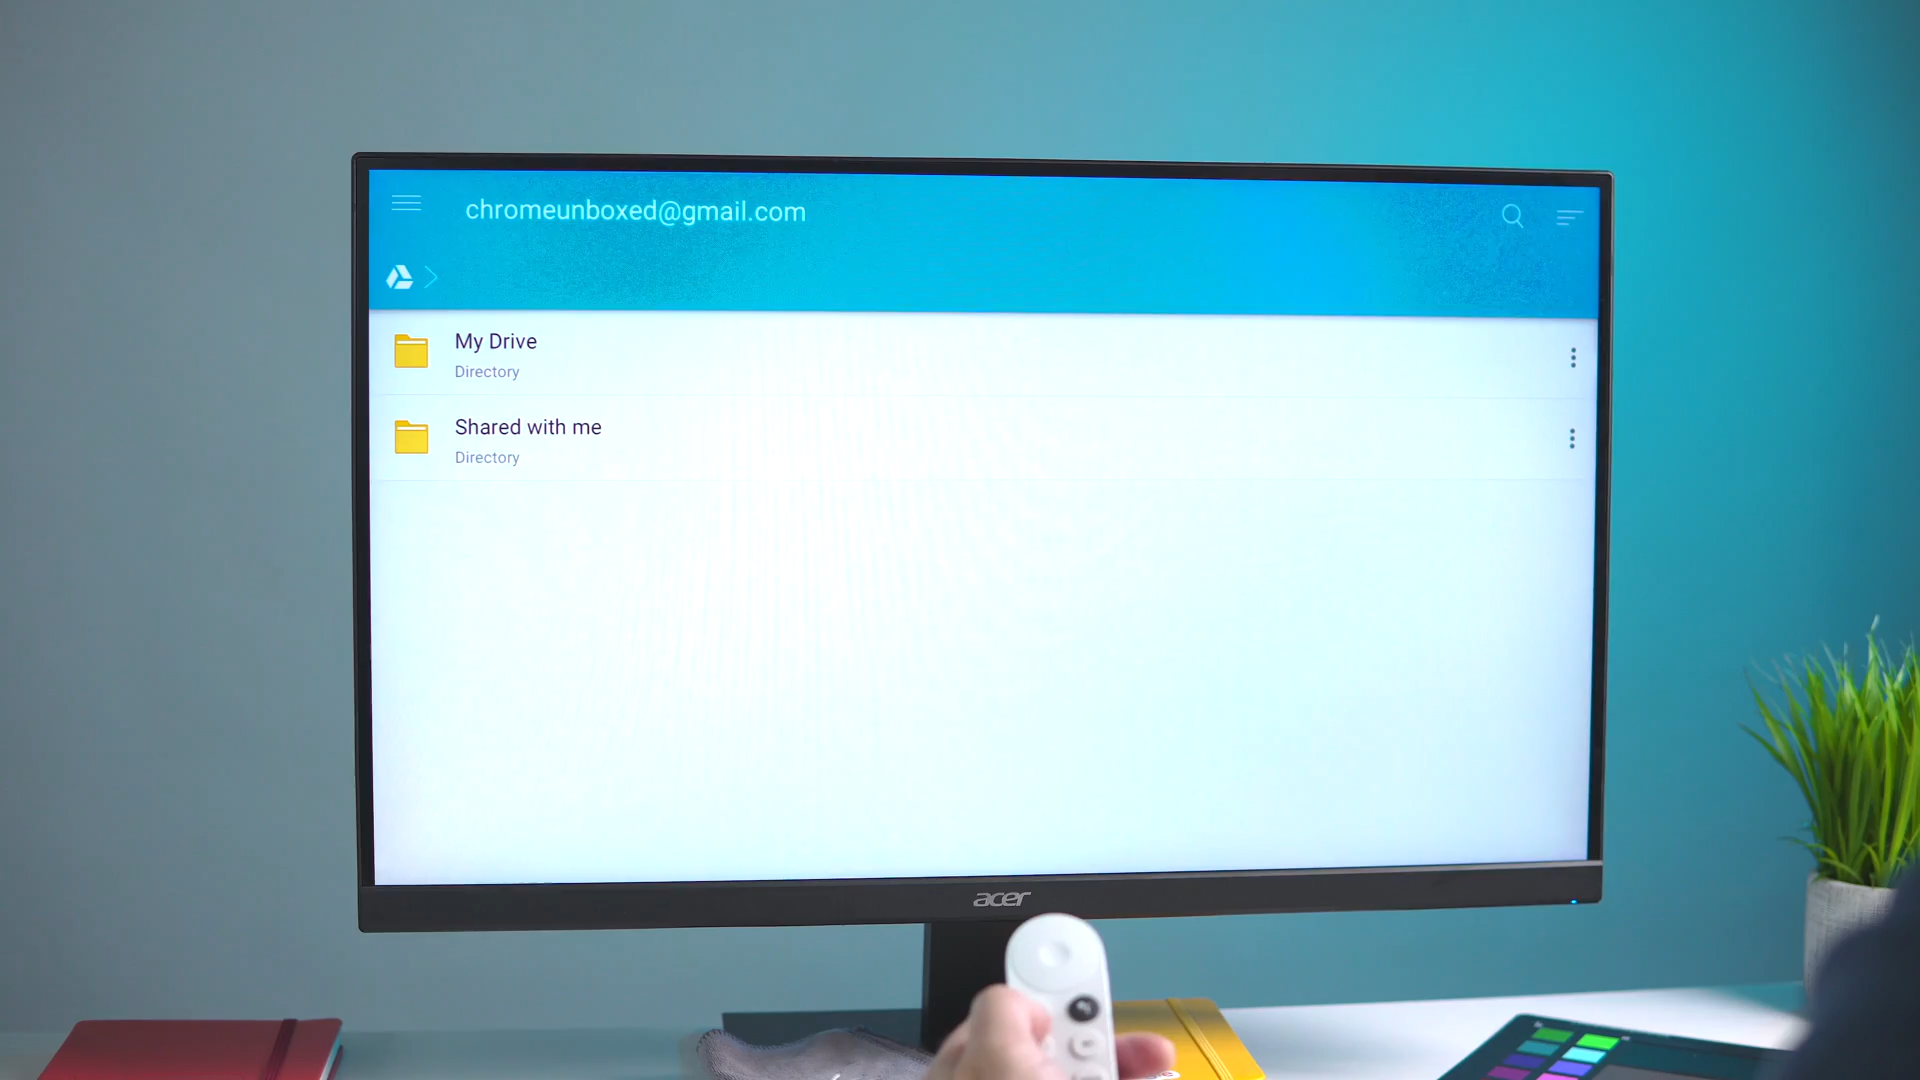 chromeunboxed@gmail.com
My Drive
Directory
Shared with me
Directory
acer